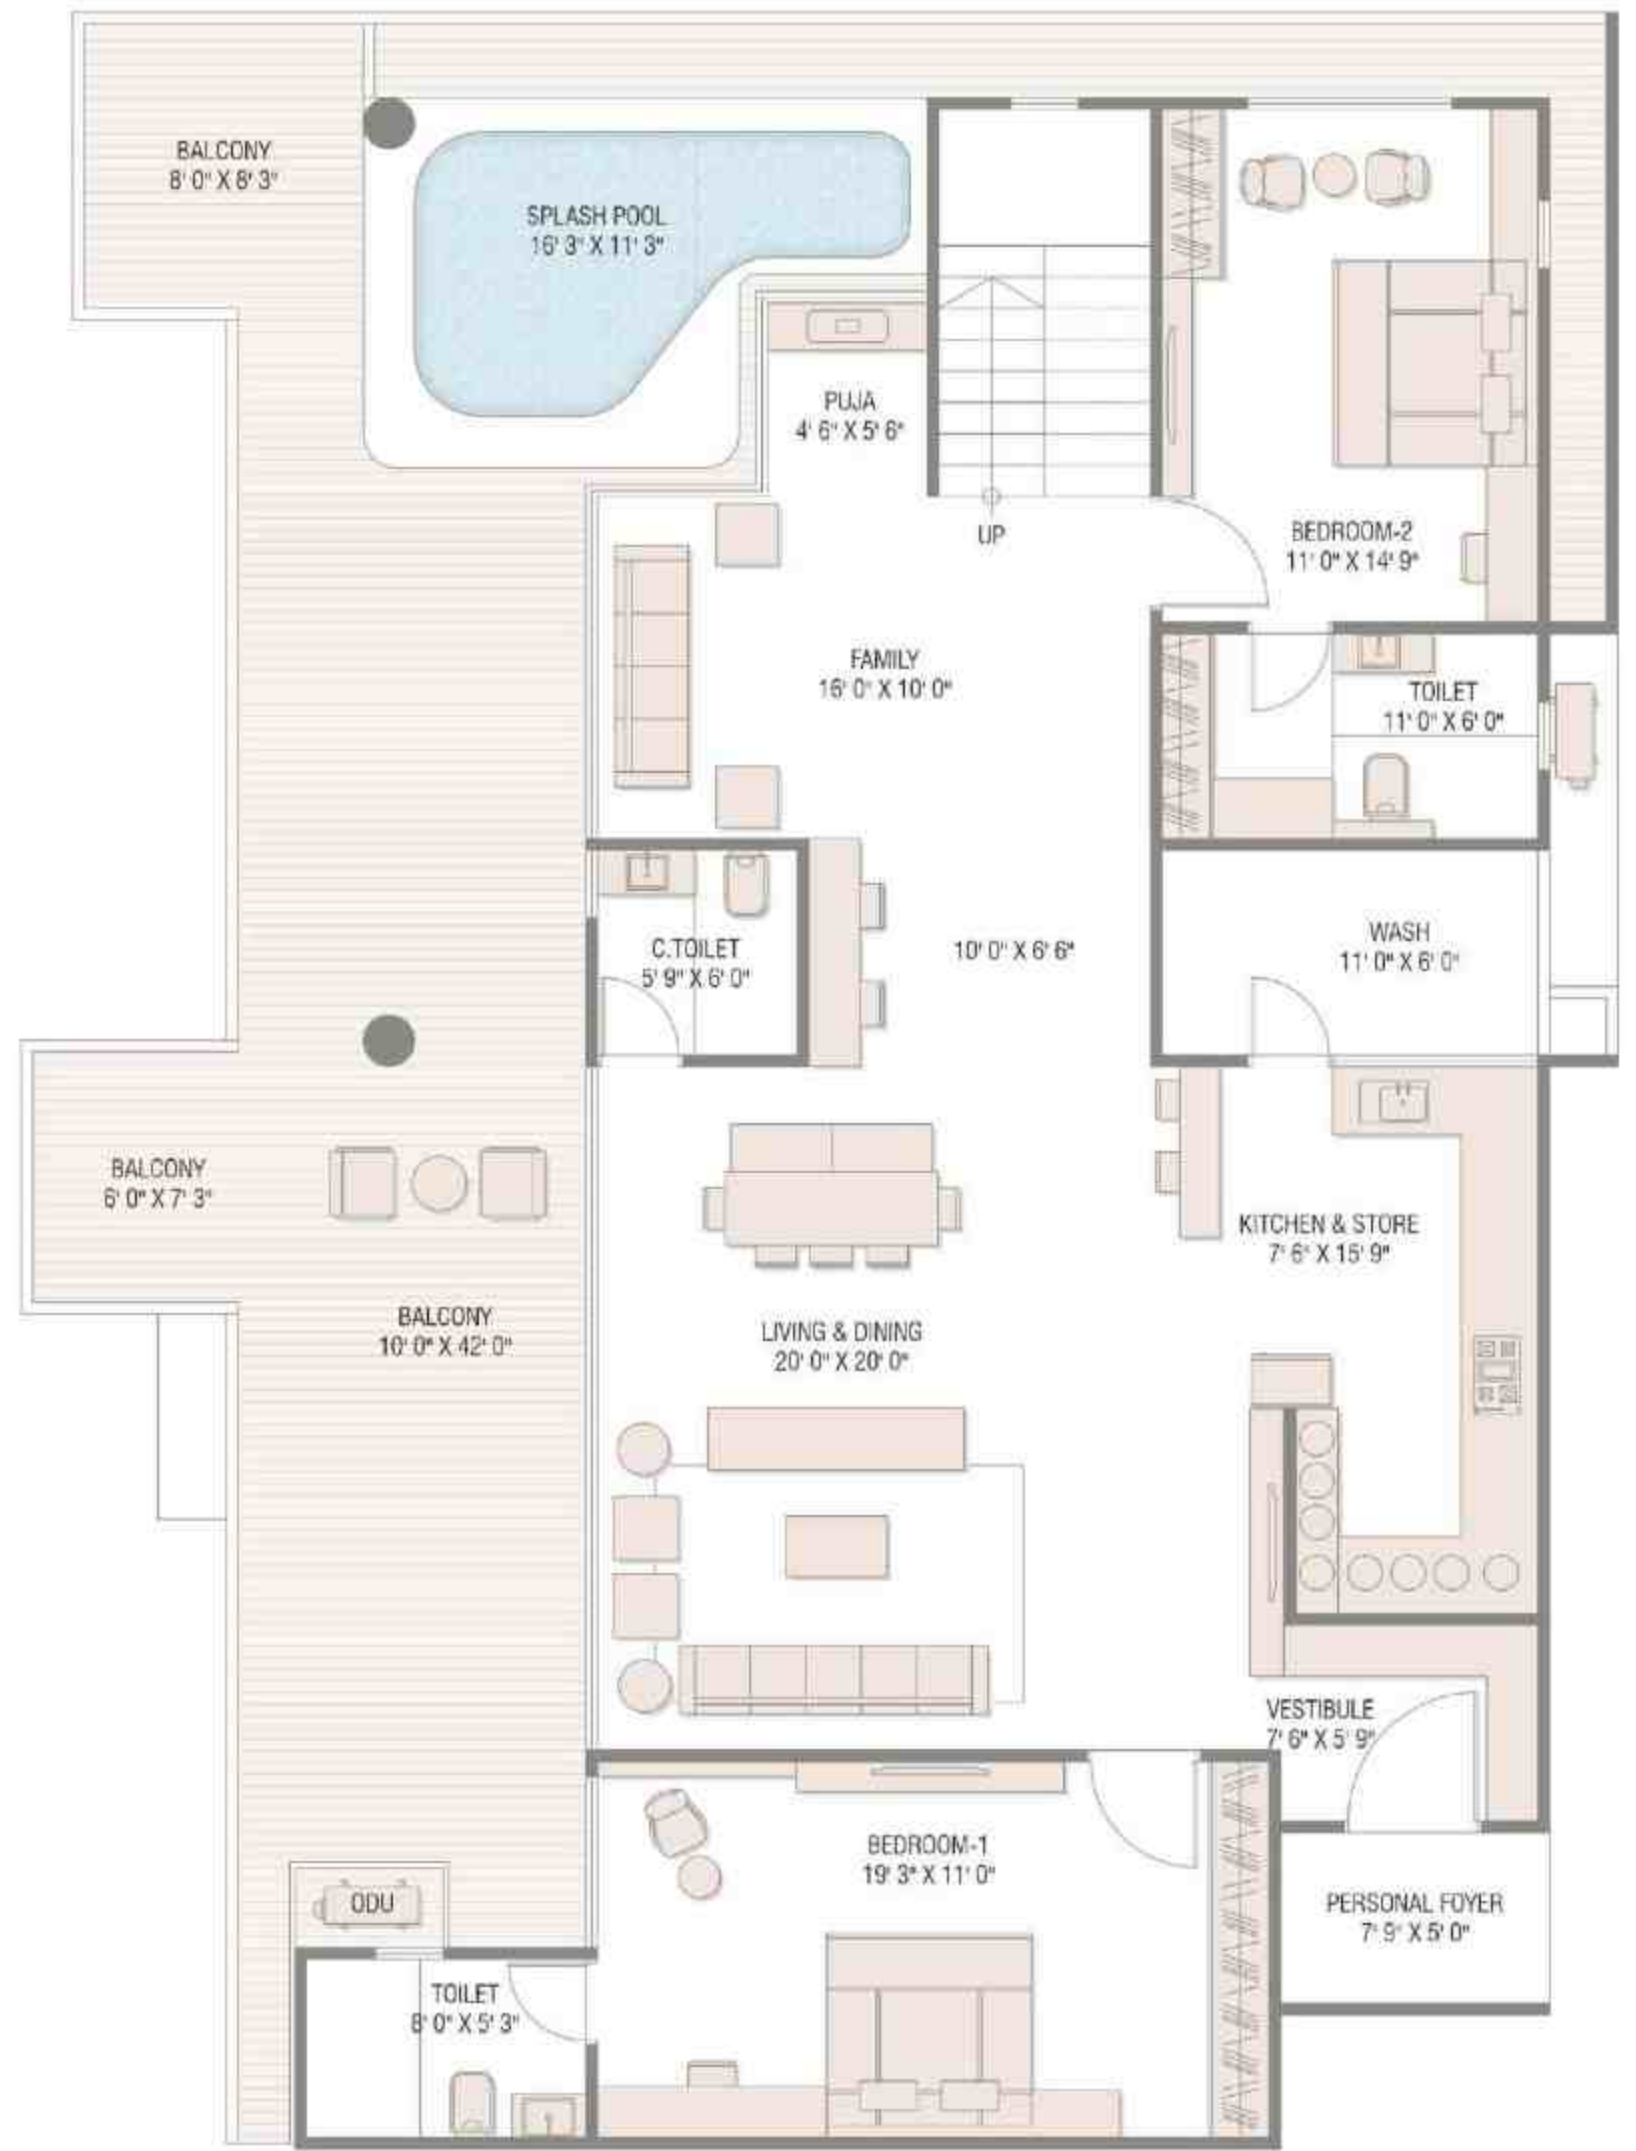 BALCONY
8' 0" X 8' 3"
SPLASH POOL
16' 3" X 11' 3"
PUJA
4' 6" X 5' 6"
UP
BEDROOM-2
11' 0" X 14' 9"
FAMILY
16' 0" X 10' 0"
TOILET
11' 0" X 6' 0"
C.TOILET
5' 9" X 6' 0"
10' 0" X 6' 6"
WASH
11' 0" X 6' 0"
BALCONY
6' 0" X 7' 3"
KITCHEN & STORE
7' 6" X 15' 9"
BALCONY
10' 0" X 42' 0"
LIVING & DINING
20' 0" X 20' 0"
VESTIBULE
7' 6" X 5' 9"
BEDROOM-1
19' 3" X 11' 0"
ODU
PERSONAL FOYER
7' 9" X 5' 0"
TOILET
8' 0" X 5' 3"